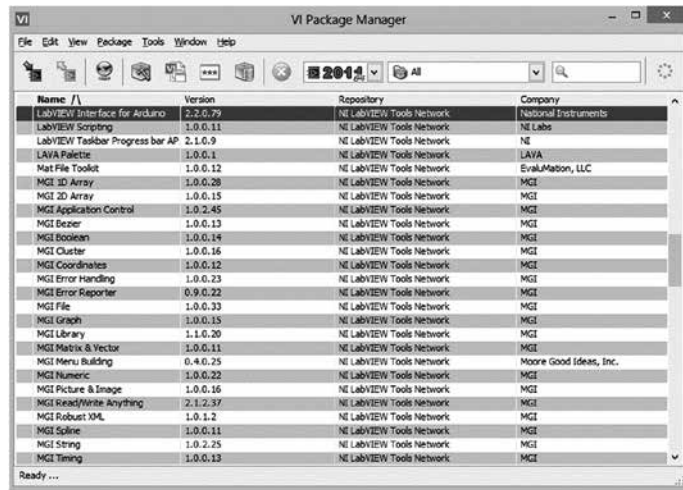 VI VI Package Manager
File Edit View Package Tools Window Help
2014 All
Name /\ Version Repository Company
LabVIEW Interface for Arduino 2.2.0.79 NI LabVIEW Tools Network National Instruments
LabVIEW Scripting 1.0.0.11 NI LabVIEW Tools Network NI Labs
LabVIEW Taskbar Progress bar AP 2.1.0.9 NI LabVIEW Tools Network NI
LAVA Palette 1.0.0.1 NI LabVIEW Tools Network LAVA
Mat File Toolkit 1.0.0.12 NI LabVIEW Tools Network EvaluMation, LLC
MGI 1D Array 1.0.0.28 NI LabVIEW Tools Network MGI
MGI 2D Array 1.0.0.15 NI LabVIEW Tools Network MGI
MGI Application Control 1.0.2.45 NI LabVIEW Tools Network MGI
MGI Bezier 1.0.0.13 NI LabVIEW Tools Network MGI
MGI Boolean 1.0.0.14 NI LabVIEW Tools Network MGI
MGI Cluster 1.0.0.16 NI LabVIEW Tools Network MGI
MGI Coordinates 1.0.0.12 NI LabVIEW Tools Network MGI
MGI Error Handling 1.0.0.23 NI LabVIEW Tools Network MGI
MGI Error Reporter 0.9.0.22 NI LabVIEW Tools Network MGI
MGI File 1.0.0.33 NI LabVIEW Tools Network MGI
MGI Graph 1.0.0.15 NI LabVIEW Tools Network MGI
MGI Library 1.1.0.20 NI LabVIEW Tools Network MGI
MGI Matrix & Vector 1.0.0.11 NI LabVIEW Tools Network MGI
MGI Menu Building 0.4.0.25 NI LabVIEW Tools Network Moore Good Ideas, Inc.
MGI Numeric 1.0.0.22 NI LabVIEW Tools Network MGI
MGI Picture & Image 1.0.0.16 NI LabVIEW Tools Network MGI
MGI Read/Write Anything 2.1.2.37 NI LabVIEW Tools Network MGI
MGI Robust XML 1.0.1.2 NI LabVIEW Tools Network MGI
MGI Spline 1.0.0.11 NI LabVIEW Tools Network MGI
MGI String 1.0.2.25 NI LabVIEW Tools Network MGI
MGI Timing 1.0.0.13 NI LabVIEW Tools Network MGI
Ready ...